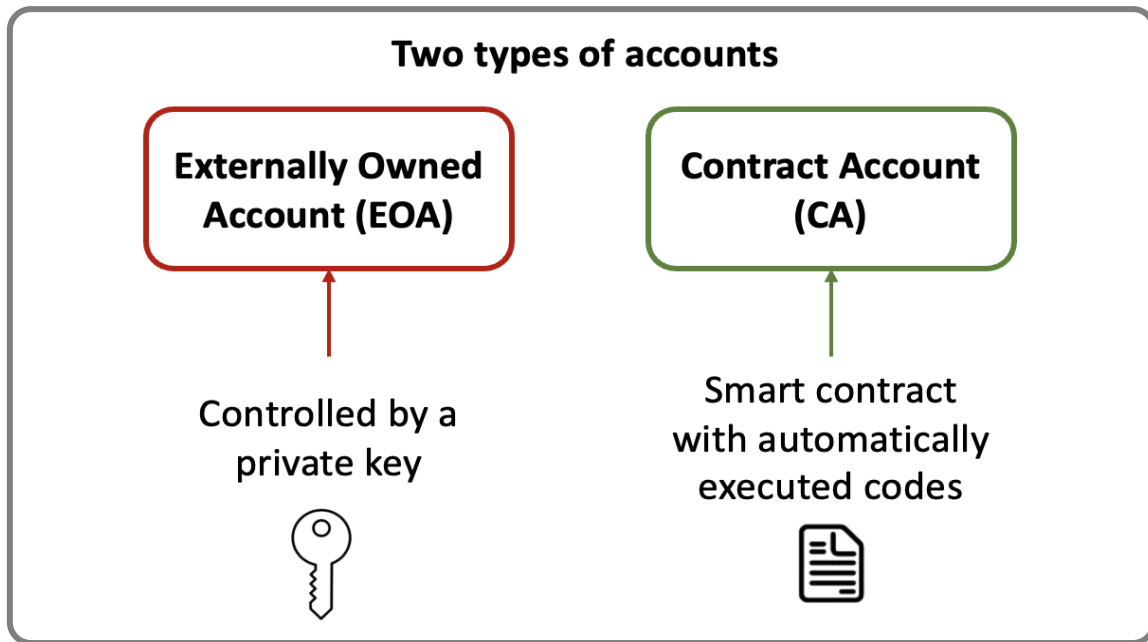 Two types of accounts
Externally Owned
Account (EOA)
Contract Account
(CA)
Controlled by a
private key
Smart contract
with automatically
executed codes